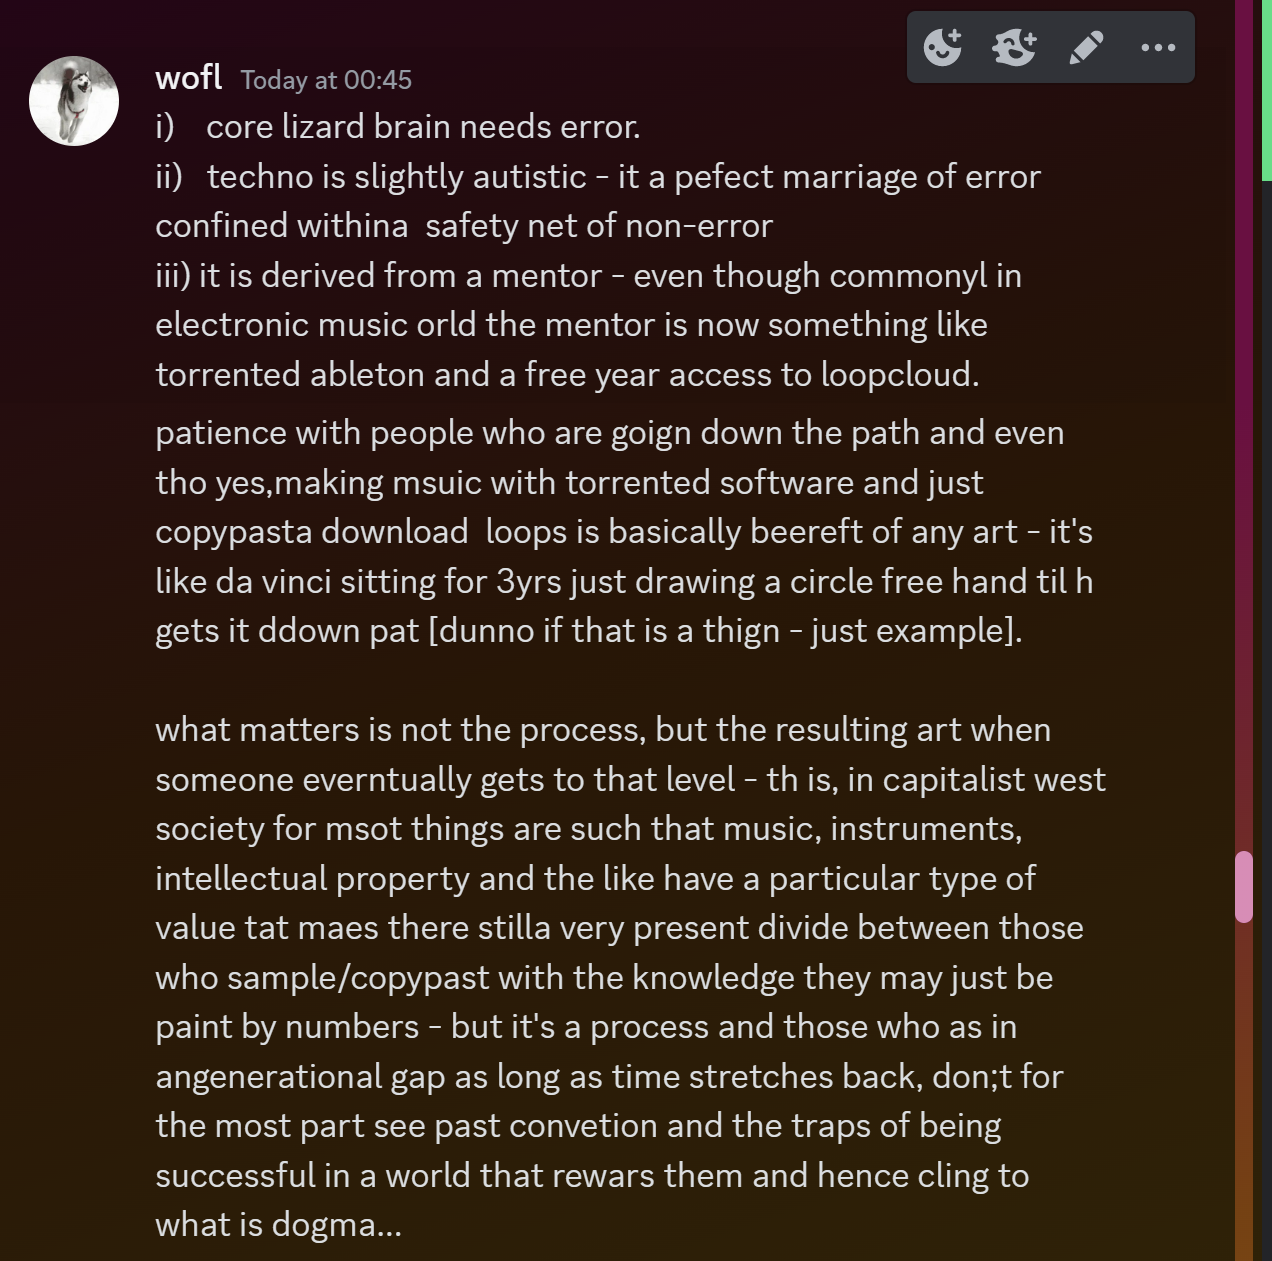 wofl Today at 00:45
i) core lizard brain needs error.
ii) techno is slightly autistic - it a pefect marriage of error
confined withina safety net of non-error
iii) it is derived from a mentor - even though commonyl in
electronic music orld the mentor is now something like
torrented ableton and a free year access to loopcloud.
patience with people who are goign down the path and even
tho yes,making msuic with torrented software and just
copypasta download loops is basically beereft of any art - it's
like da vinci sitting for 3yrs just drawing a circle free hand til h
gets it ddown pat [dunno if that is a thign - just example].
what matters is not the process, but the resulting art when
someone everntually gets to that level - th is, in capitalist west
society for msot things are such that music, instruments,
intellectual property and the like have a particular type of
value tat maes there stilla very present divide between those
who sample/copypast with the knowledge they may just be
paint by numbers - but it's a process and those who as in
angenerational gap as long as time stretches back, don;t for
the most part see past convetion and the traps of being
successful in a world that rewars them and hence cling to
what is dogma...